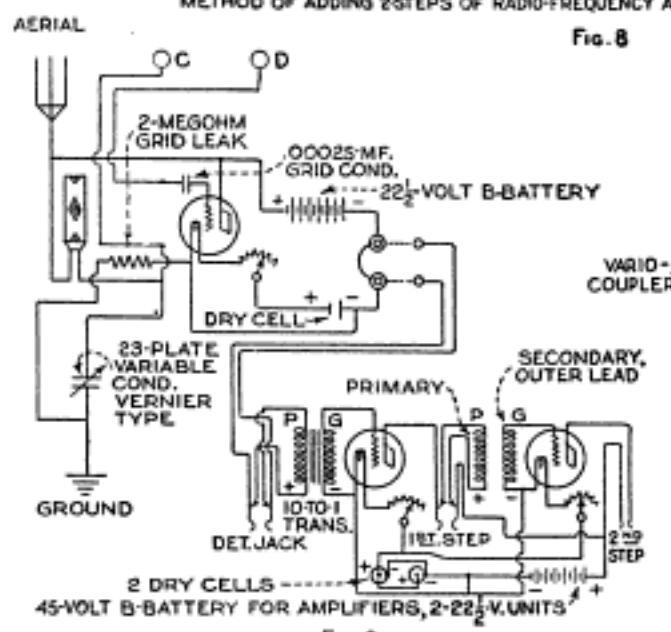 METHOD OF ADDING 2-STEPS OF RADIO-FREQUENCY A
FIG. 8
AERIAL
C
D
2-MEGOHM
GRID LEAK
.00025-MF.
GRID COND.
22½-VOLT B-BATTERY
+
-
VARIO-
COUPLER
+
-
DRY CELL
23-PLATE
VARIABLE
COND.
VERNIER
TYPE
SECONDARY,
OUTER LEAD
PRIMARY
P
G
P
G
+
-
+
-
GROUND
10-TO-1
TRANS.
DET. JACK
1ST. STEP
2ND
STEP
+
-
+
-
2 DRY CELLS
-
+
45-VOLT B-BATTERY FOR AMPLIFIERS, 2-22½-V. UNITS